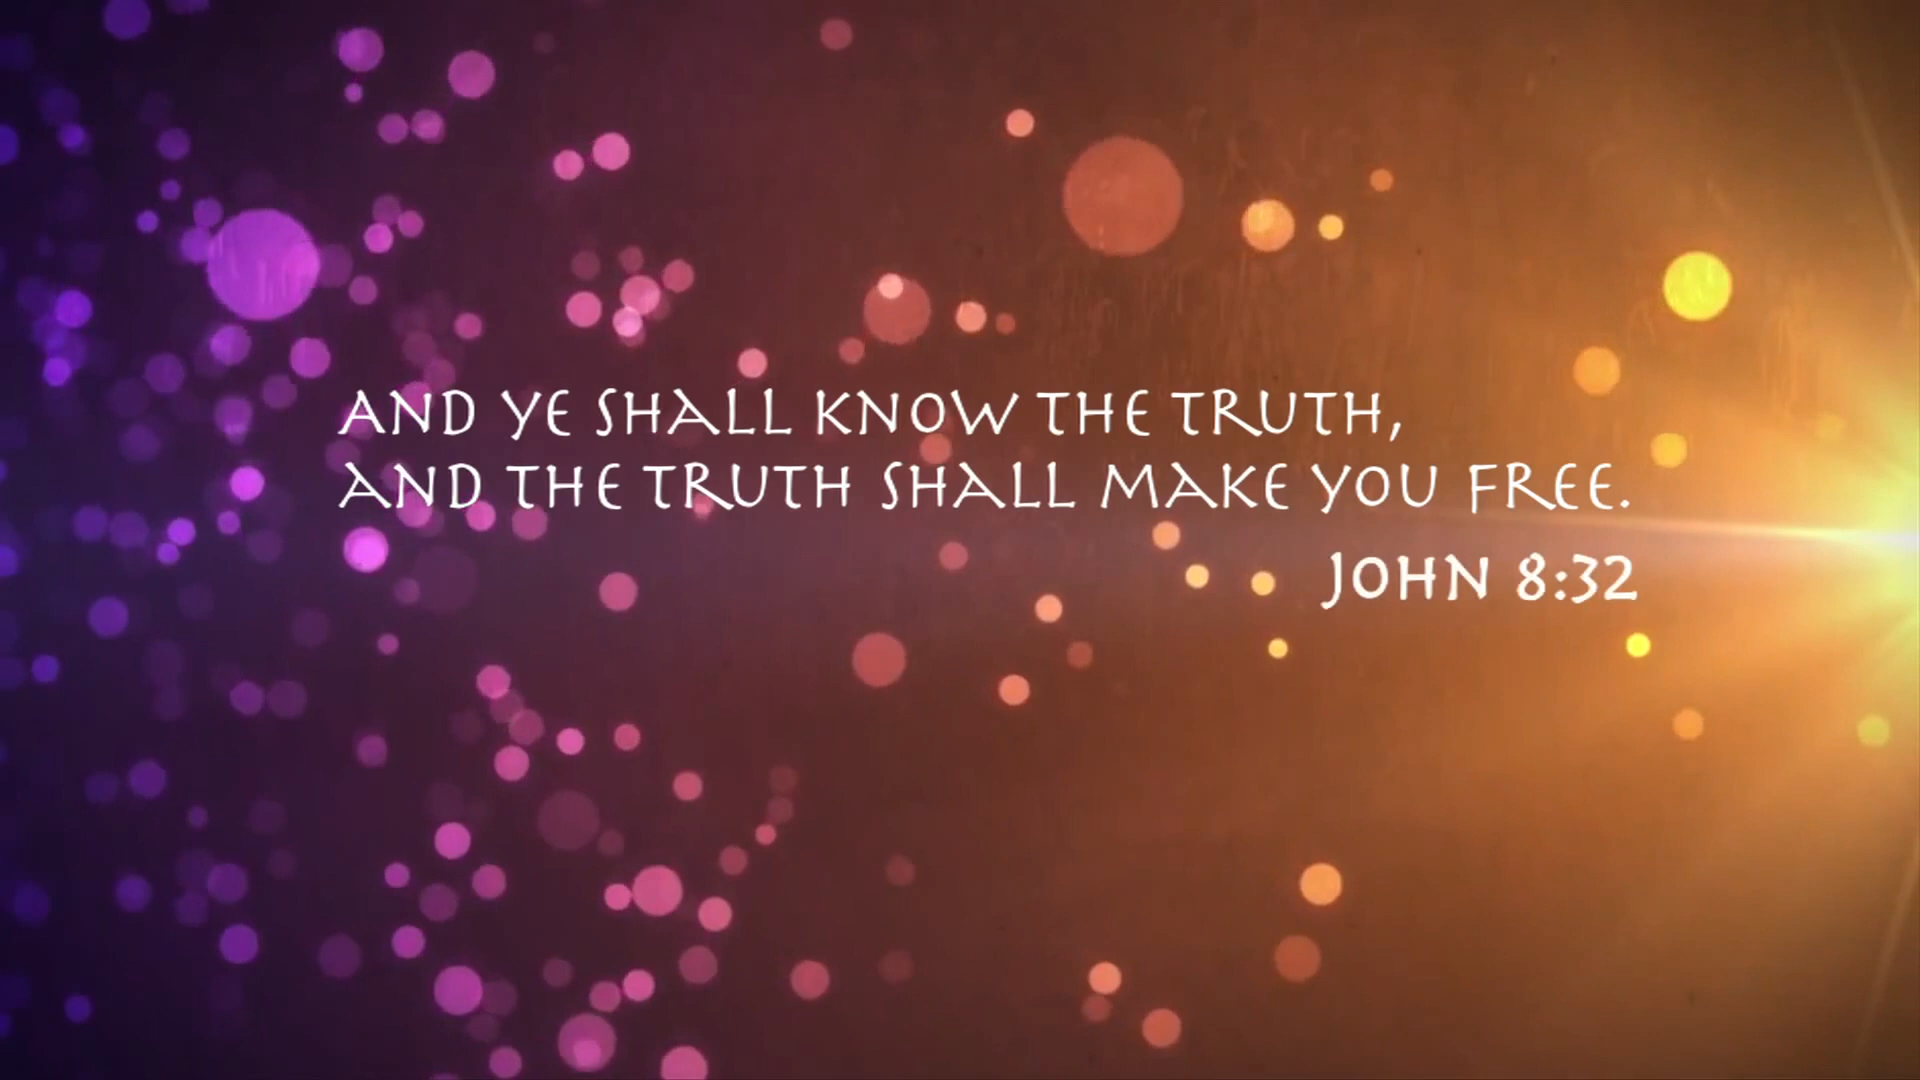 AND YE SHALL KNOW THE TRUTH,
AND THE TRUTH SHALL MAKE YOU FREE.
JOHN 8:32